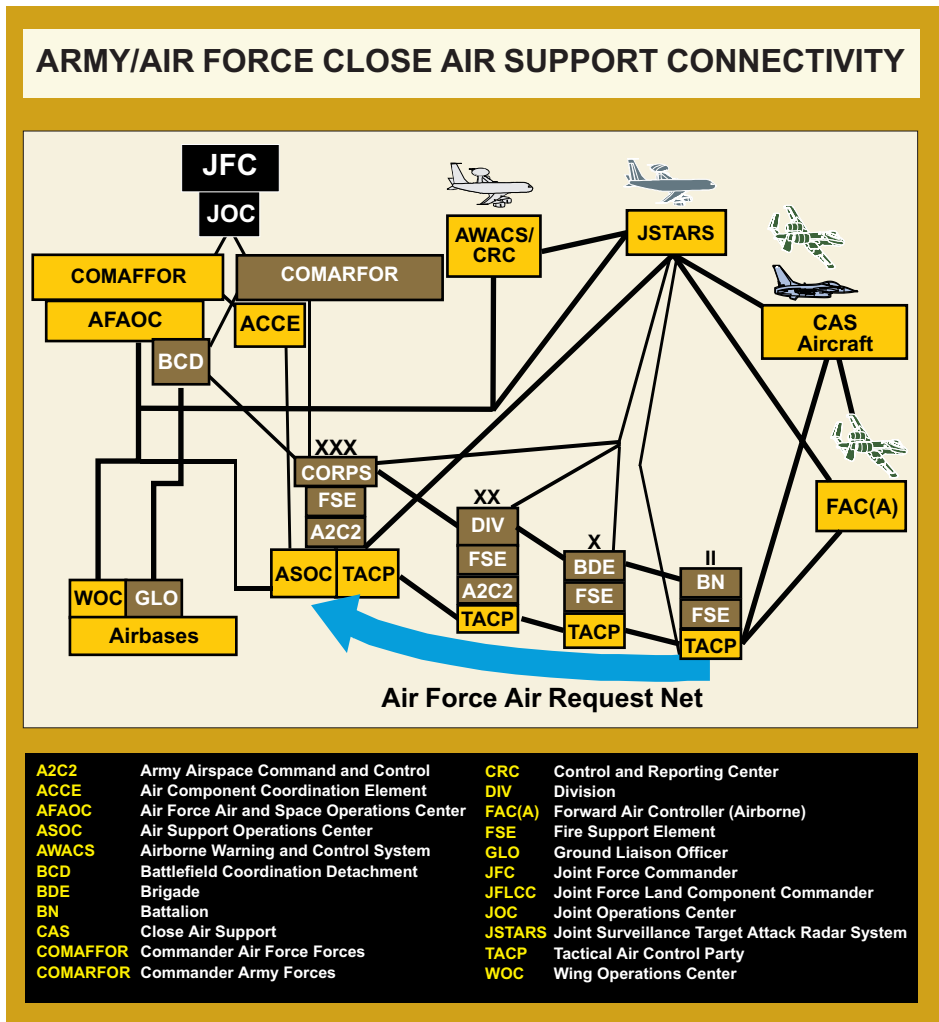 ARMY/AIR FORCE CLOSE AIR SUPPORT CONNECTIVITY
JFC
JOC
COMAFFOR
COMARFOR
AFAOC
ACCE
BCD
AWACS/
CRC
JSTARS
CAS
Aircraft
FAC(A)
XXX
CORPS
FSE
A2C2
ASOC
TACP
XX
DIV
FSE
A2C2
TACP
X
BDE
FSE
TACP
II
BN
FSE
TACP
WOC
GLO
Airbases
Air Force Air Request Net
A2C2 Army Airspace Command and Control
ACCE Air Component Coordination Element
AFAOC Air Force Air and Space Operations Center
ASOC Air Support Operations Center
AWACS Airborne Warning and Control System
BCD Battlefield Coordination Detachment
BDE Brigade
BN Battalion
CAS Close Air Support
COMAFFOR Commander Air Force Forces
COMARFOR Commander Army Forces
CRC Control and Reporting Center
DIV Division
FAC(A) Forward Air Controller (Airborne)
FSE Fire Support Element
GLO Ground Liaison Officer
JFC Joint Force Commander
JFLCC Joint Force Land Component Commander
JOC Joint Operations Center
JSTARS Joint Surveillance Target Attack Radar System
TACP Tactical Air Control Party
WOC Wing Operations Center